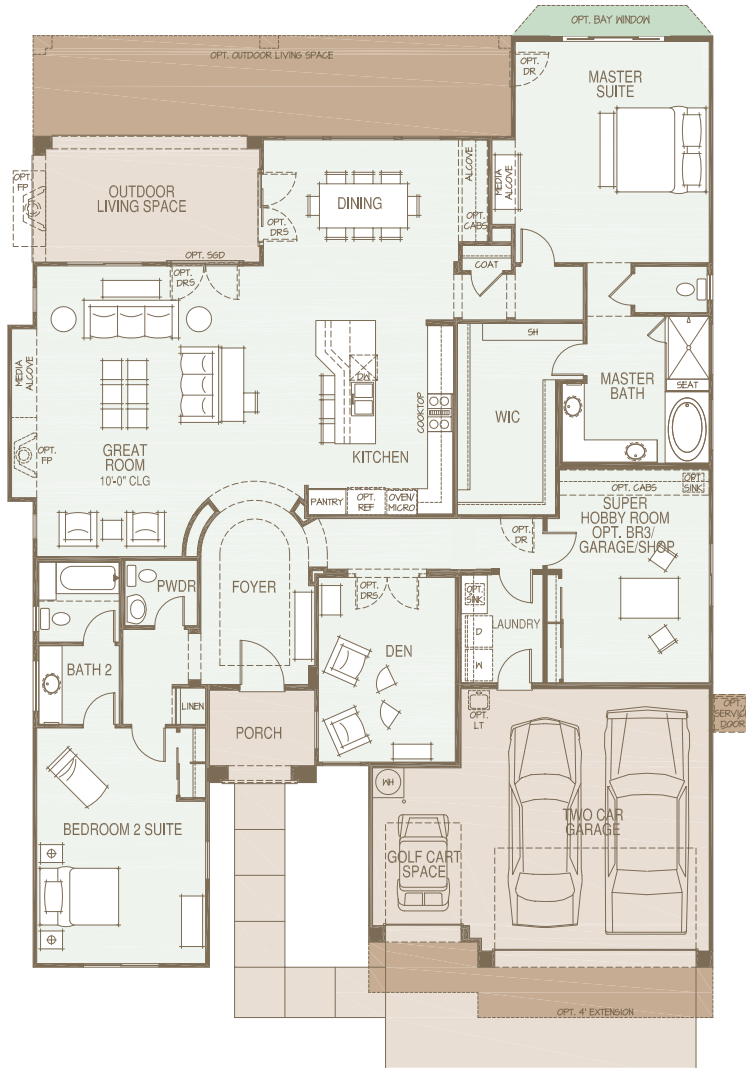 OPT. BAY WINDOW
OPT. OUTDOOR LIVING SPACE
OPT.
DR
MASTER
SUITE
OPT.
FP
OUTDOOR
LIVING SPACE
DINING
ALCOVE
MEDIA
ALCOVE
OPT.
DRS
OPT.
CABS
OPT. SGD
OPT.
DRS
COAT
SH
MEDIA
ALCOVE
DW
MASTER
BATH
SEAT
COOKTOP
WIC
OPT.
FP
GREAT
ROOM
10'-0" CLG
KITCHEN
PANTRY
OPT.
REF
OVEN/
MICRO
OPT. CABS
OPT.
SINK
SUPER
HOBBY ROOM
OPT. BR3/
GARAGE/SHOP
OPT.
DR
PWDR
FOYER
OPT.
DRS
OPT.
SINK
LAUNDRY
D
W
DEN
BATH 2
LINEN
PORCH
OPT.
LT
OPT.
SERVICE
DOOR
WH
BEDROOM 2 SUITE
TWO CAR
GARAGE
GOLF CART
SPACE
OPT. 4' EXTENSION